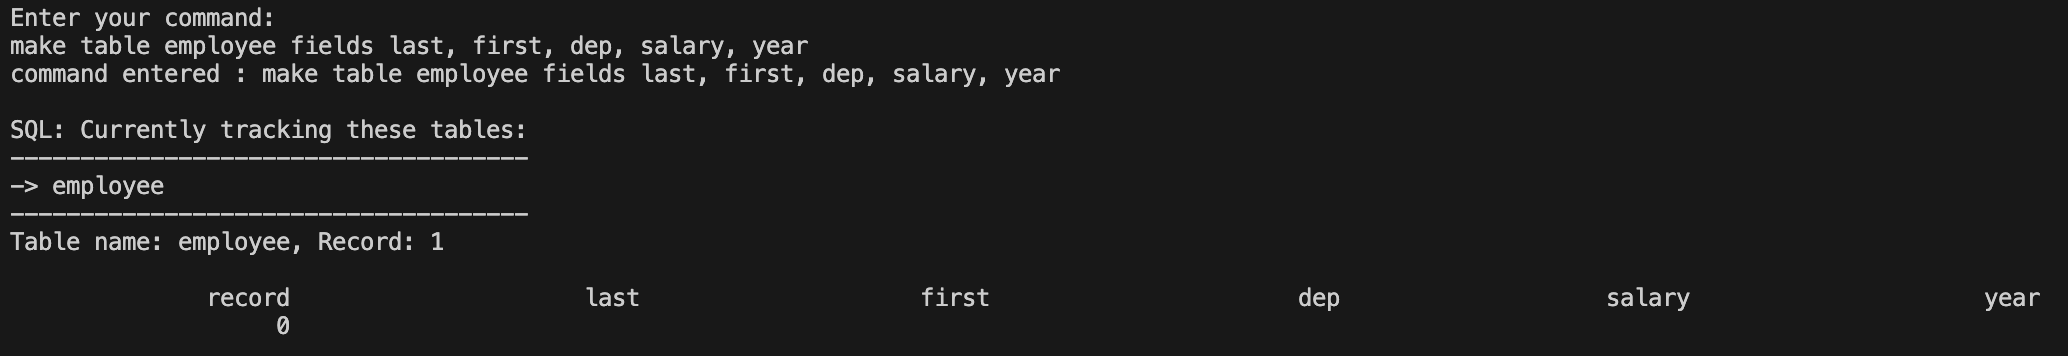 Enter your command:
make table employee fields last, first, dep, salary, year
command entered : make table employee fields last, first, dep, salary, year
SQL: Currently tracking these tables:
-------------------------------------
-> employee
-------------------------------------
Table name: employee, Record: 1
record last first dep salary year
0